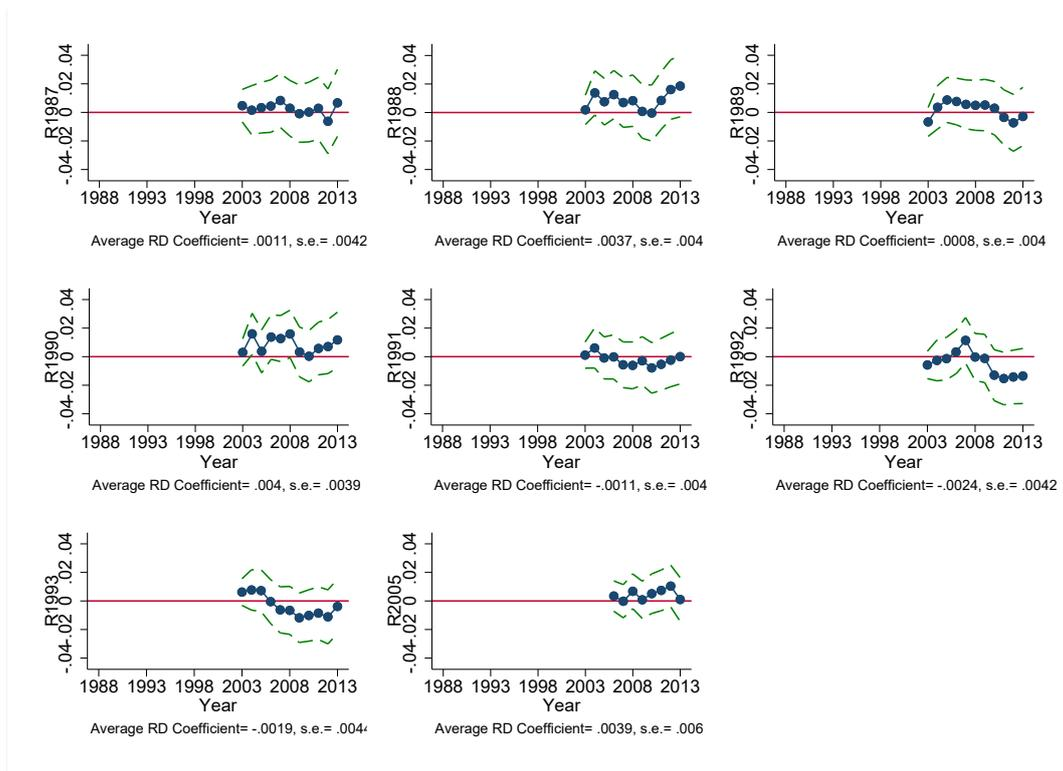 R1987
-.04 -.02 0 .02 .04
1988 1993 1998 2003 2008 2013
Year
Average RD Coefficient= .0011, s.e.= .0042
R1988
-.04 -.02 0 .02 .04
1988 1993 1998 2003 2008 2013
Year
Average RD Coefficient= .0037, s.e.= .004
R1989
-.04 -.02 0 .02 .04
1988 1993 1998 2003 2008 2013
Year
Average RD Coefficient= .0008, s.e.= .004
R1990
-.04 -.02 0 .02 .04
1988 1993 1998 2003 2008 2013
Year
Average RD Coefficient= .004, s.e.= .0039
R1991
-.04 -.02 0 .02 .04
1988 1993 1998 2003 2008 2013
Year
Average RD Coefficient= -.0011, s.e.= .004
R1992
-.04 -.02 0 .02 .04
1988 1993 1998 2003 2008 2013
Year
Average RD Coefficient= -.0024, s.e.= .0042
R1993
-.04 -.02 0 .02 .04
1988 1993 1998 2003 2008 2013
Year
Average RD Coefficient= -.0019, s.e.= .0044
R2005
-.04 -.02 0 .02 .04
1988 1993 1998 2003 2008 2013
Year
Average RD Coefficient= .0039, s.e.= .006